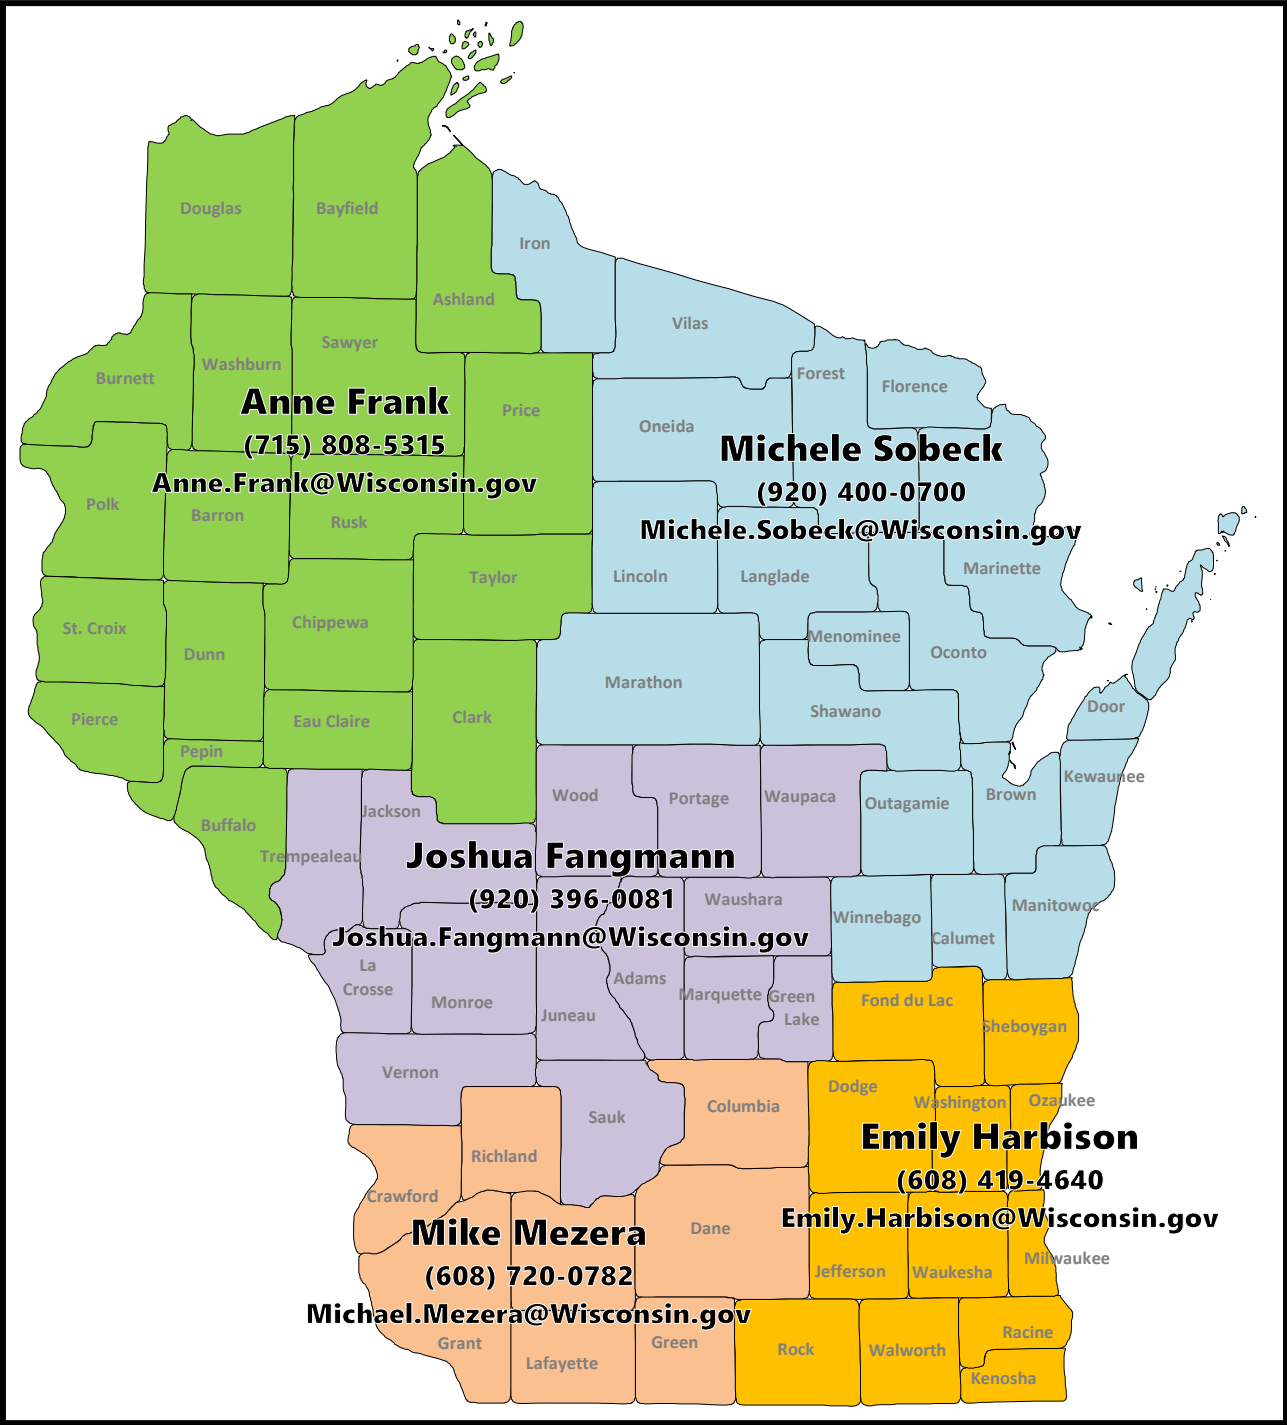 Douglas
Bayfield
Iron
Ashland
Vilas
Sawyer
Washburn
Burnett
Forest
Florence
Anne Frank
(715) 808-5315
Anne.Frank@Wisconsin.gov
Price
Oneida
Michele Sobeck
(920) 400-0700
Michele.Sobeck@Wisconsin.gov
Polk
Barron
Rusk
Taylor
Lincoln
Langlade
Marinette
St. Croix
Dunn
Chippewa
Menominee
Oconto
Marathon
Shawano
Door
Pierce
Eau Claire
Clark
Pepin
Kewaunee
Wood
Portage
Waupaca
Outagamie
Brown
Jackson
Buffalo
Trempealeau
Joshua Fangmann
(920) 396-0081
Joshua.Fangmann@Wisconsin.gov
Waushara
Winnebago
Manitowoc
Calumet
La
Crosse
Monroe
Juneau
Adams
Marquette
Green
Lake
Fond du Lac
Sheboygan
Vernon
Sauk
Columbia
Dodge
Washington
Ozaukee
Emily Harbison
(608) 419-4640
Emily.Harbison@Wisconsin.gov
Richland
Crawford
Mike Mezera
(608) 720-0782
Michael.Mezera@Wisconsin.gov
Dane
Jefferson
Waukesha
Milwaukee
Grant
Lafayette
Green
Rock
Walworth
Racine
Kenosha